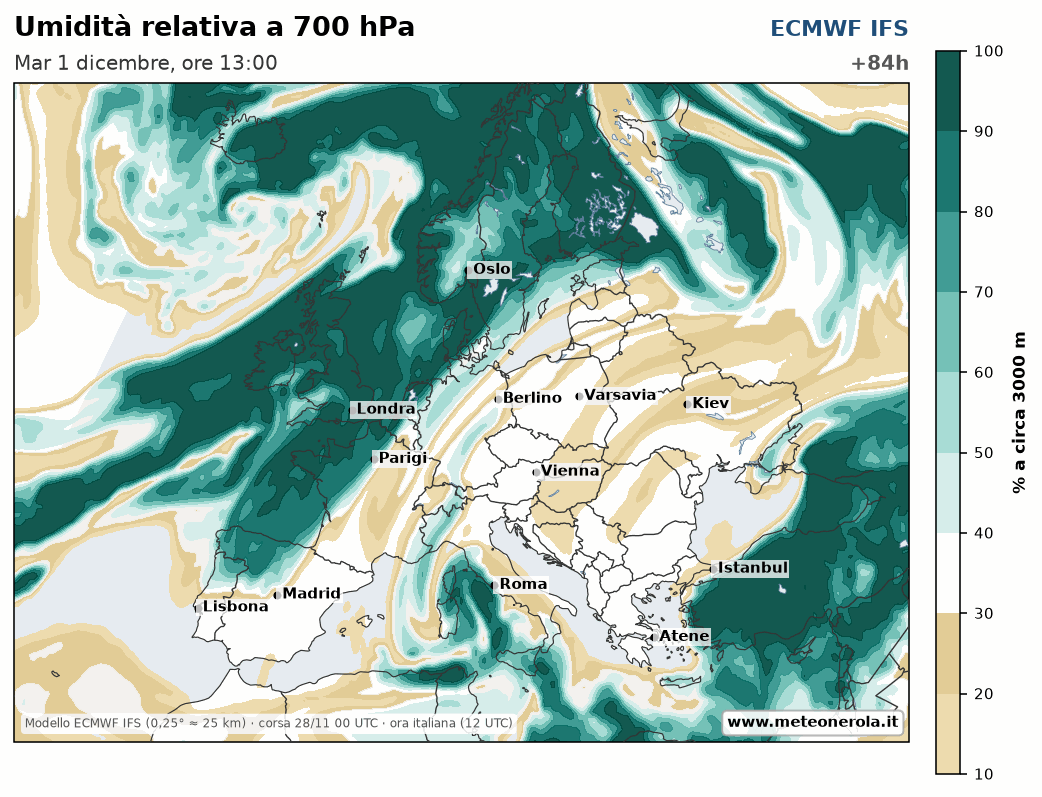 Umidità relativa a 700 hPa
ECMWF IFS
Mar 1 dicembre, ore 13:00
+84h
100
90
80
70
60
50
40
30
20
10
% a circa 3000 m
Oslo
Berlino
Varsavia
Kiev
Londra
Parigi
Vienna
Istanbul
Roma
Madrid
Lisbona
Atene
Modello ECMWF IFS (0,25° ≈ 25 km) · corsa 28/11 00 UTC · ora italiana (12 UTC)
www.meteonerola.it